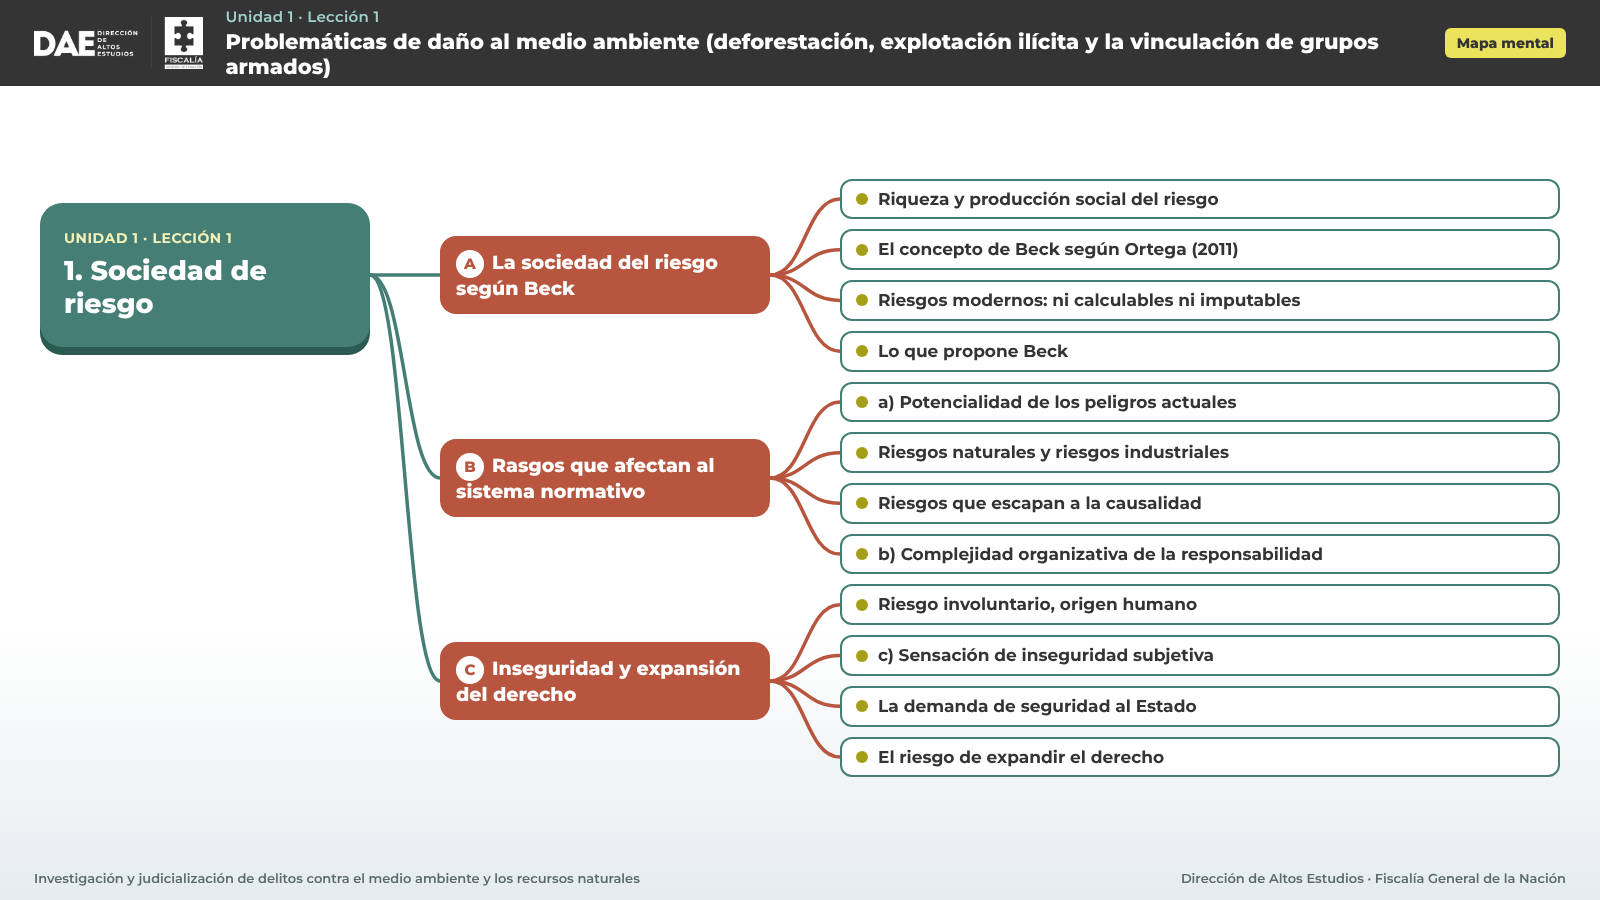 DAE DIRECCIÓN
DE
ALTOS
ESTUDIOS
FISCALÍA
Unidad 1 · Lección 1
Problemáticas de daño al medio ambiente (deforestación, explotación ilícita y la vinculación de grupos
armados)
Mapa mental
UNIDAD 1 · LECCIÓN 1
1. Sociedad de
riesgo
A La sociedad del riesgo
según Beck
Riqueza y producción social del riesgo
El concepto de Beck según Ortega (2011)
Riesgos modernos: ni calculables ni imputables
Lo que propone Beck
B Rasgos que afectan al
sistema normativo
a) Potencialidad de los peligros actuales
Riesgos naturales y riesgos industriales
Riesgos que escapan a la causalidad
b) Complejidad organizativa de la responsabilidad
C Inseguridad y expansión
del derecho
Riesgo involuntario, origen humano
c) Sensación de inseguridad subjetiva
La demanda de seguridad al Estado
El riesgo de expandir el derecho
Investigación y judicialización de delitos contra el medio ambiente y los recursos naturales
Dirección de Altos Estudios · Fiscalía General de la Nación